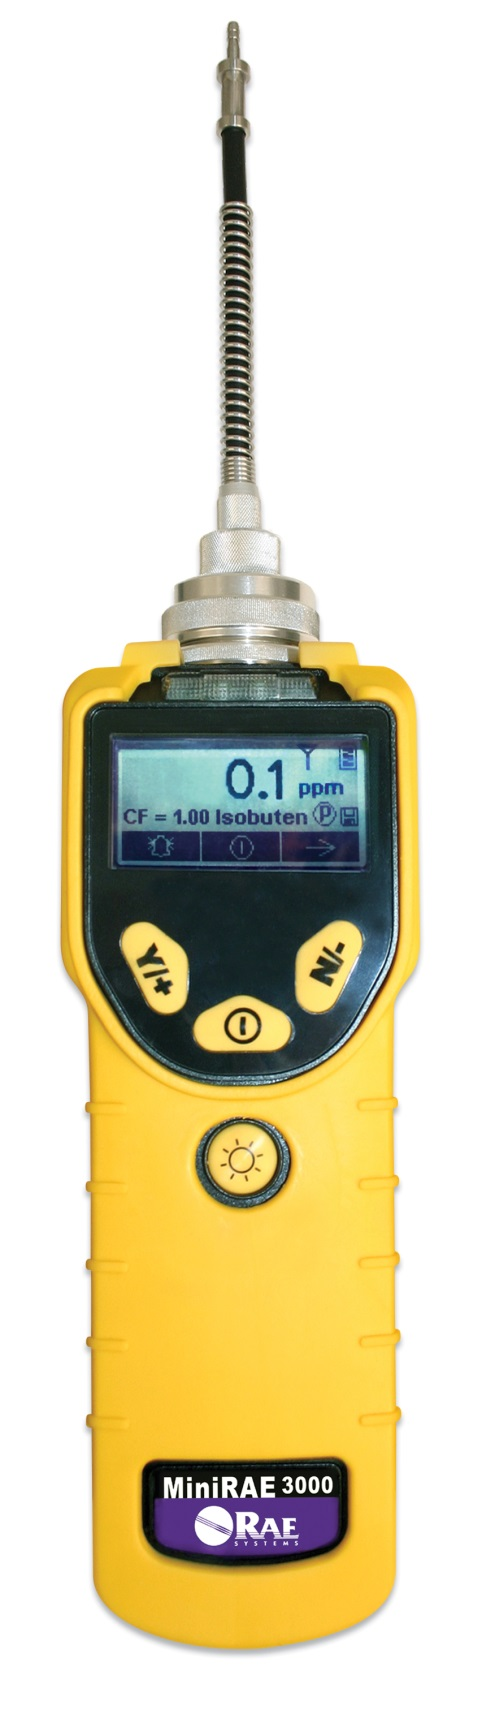 0.1 ppm
CF = 1.00 Isobuten P
Y/+
N/-
MiniRAE 3000
RAE
SYSTEMS